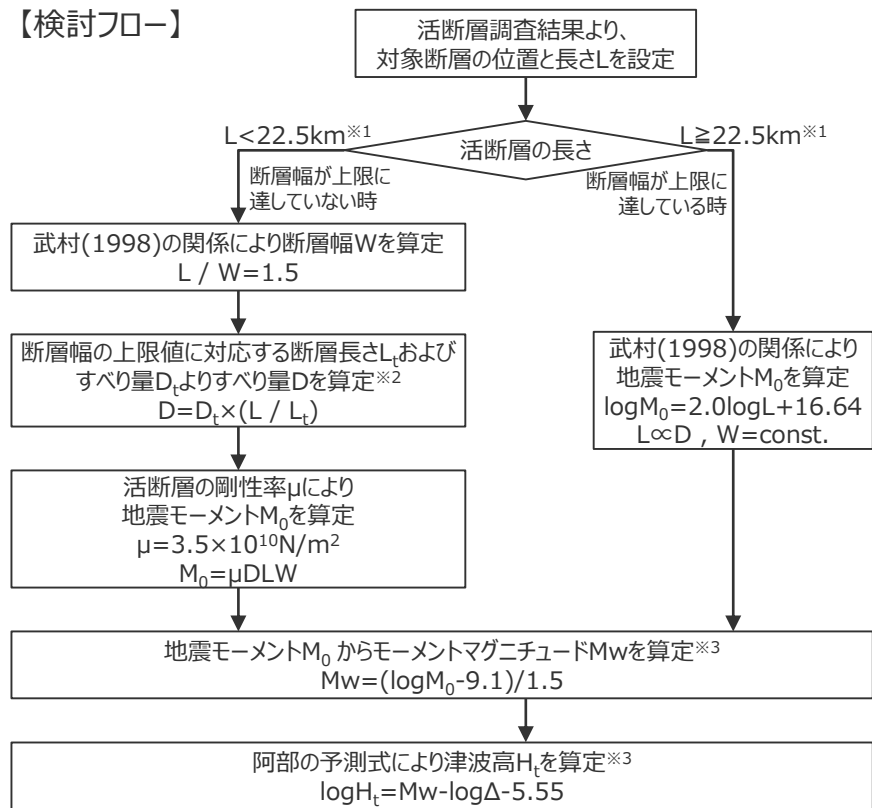 【検討フロー】
活断層調査結果より、
対象断層の位置と長さLを設定
L<22.5km※1
活断層の長さ
L≧22.5km※1
断層幅が上限に
達していない時
断層幅が上限に
達している時
武村(1998)の関係により断層幅Wを算定
L / W=1.5
断層幅の上限値に対応する断層長さLtおよび
すべり量Dtよりすべり量Dを算定※2
D=Dt×(L / Lt)
武村(1998)の関係により
地震モーメントM0を算定
logM0=2.0logL+16.64
L∝D , W=const.
活断層の剛性率μにより
地震モーメントM0を算定
μ=3.5×10¹⁰N/m²
M0=μDLW
地震モーメントM0 からモーメントマグニチュードMwを算定※3
Mw=(logM0-9.1)/1.5
阿部の予測式により津波高Htを算定※3
logHt=Mw-logΔ-5.55